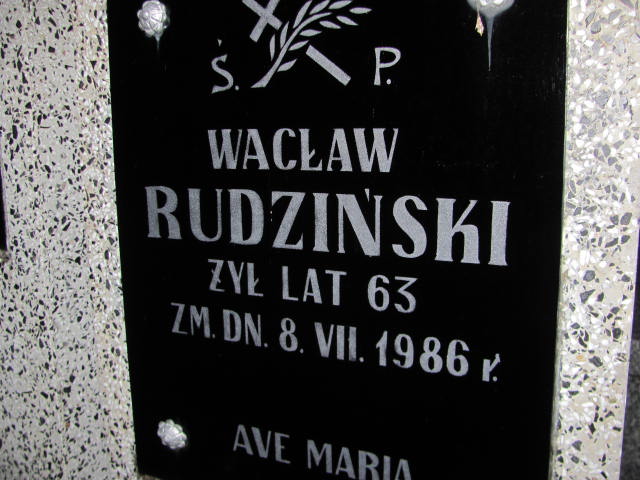 Ś. P.
WACŁAW
RUDZIŃSKI
ŻYŁ LAT 63
ZM. DN. 8. VII. 1986 r.
AVE MARIA